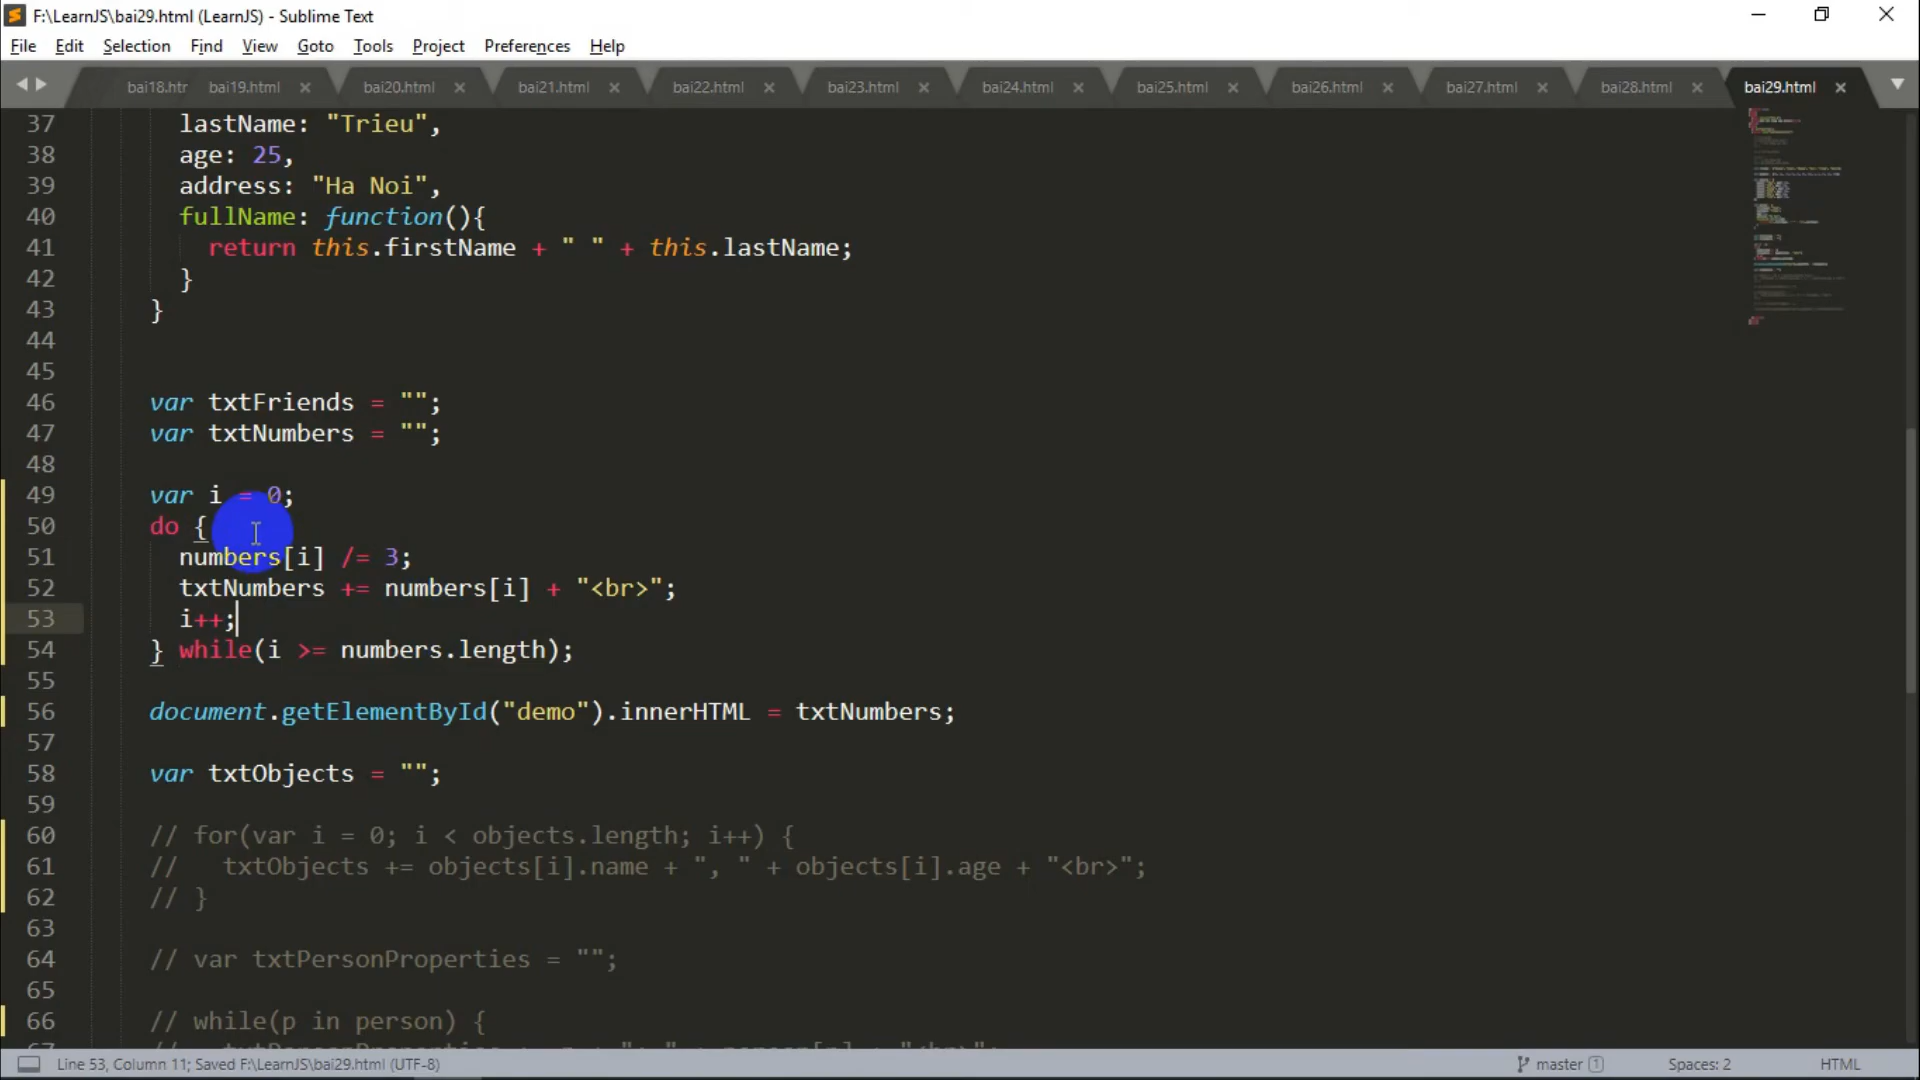 F:\LearnJS\bai29.html (LearnJS) - Sublime Text
File Edit Selection Find View Goto Tools Project Preferences Help
bai18.htr bai19.html bai20.html bai21.html bai22.html bai23.html bai24.html bai25.html bai26.html bai27.html bai28.html bai29.html
37 lastName: "Trieu",
38 age: 25,
39 address: "Ha Noi",
40 fullName: function(){
41 return this.firstName + " " + this.lastName;
42 }
43 }
44
45
46 var txtFriends = "";
47 var txtNumbers = "";
48
49 var i = 0;
50 do {
51 numbers[i] /= 3;
52 txtNumbers += numbers[i] + "<br>";
53 i++;
54 } while(i >= numbers.length);
55
56 document.getElementById("demo").innerHTML = txtNumbers;
57
58 var txtObjects = "";
59
60 // for(var i = 0; i < objects.length; i++) {
61 // txtObjects += objects[i].name + ", " + objects[i].age + "<br>";
62 // }
63
64 // var txtPersonProperties = "";
65
66 // while(p in person) {
Line 53, Column 11; Saved F:\LearnJS\bai29.html (UTF-8) master 1 Spaces: 2 HTML